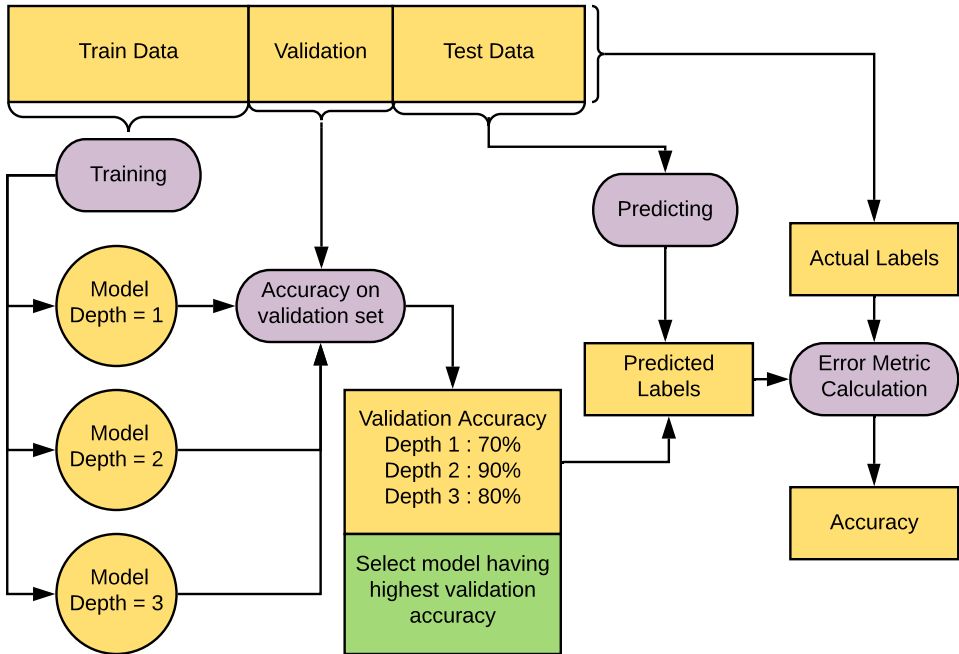 Train Data
Validation
Test Data
Training
Predicting
Actual Labels
Model
Depth = 1
Accuracy on
validation set
Model
Depth = 2
Validation Accuracy
Depth 1 : 70%
Depth 2 : 90%
Depth 3 : 80%
Predicted
Labels
Error Metric
Calculation
Model
Depth = 3
Select model having
highest validation
accuracy
Accuracy